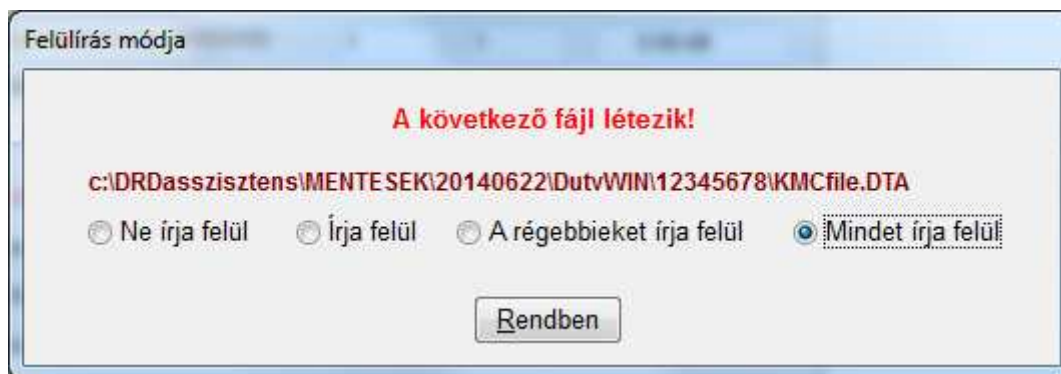 Felülírás módja
A következő fájl létezik!
c:\DRDasszisztens\MENTESEK\20140622\DutvWIN\12345678\KMCfile.DTA
Ne írja felül Írja felül A régebbieket írja felül Mindet írja felül
Rendben